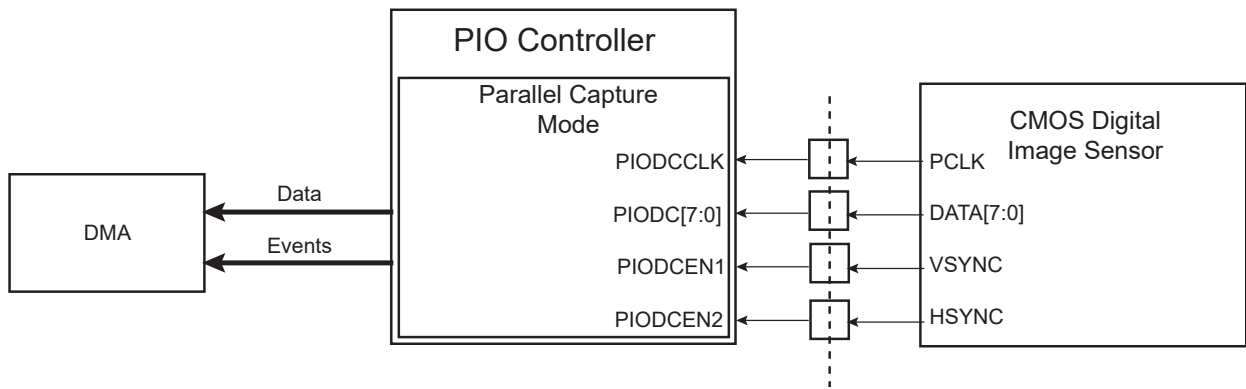 PIO Controller
Parallel Capture
Mode
CMOS Digital
Image Sensor
PIODCCLK
PCLK
Data
PIODC[7:0]
DATA[7:0]
DMA
Events
PIODCEN1
VSYNC
PIODCEN2
HSYNC